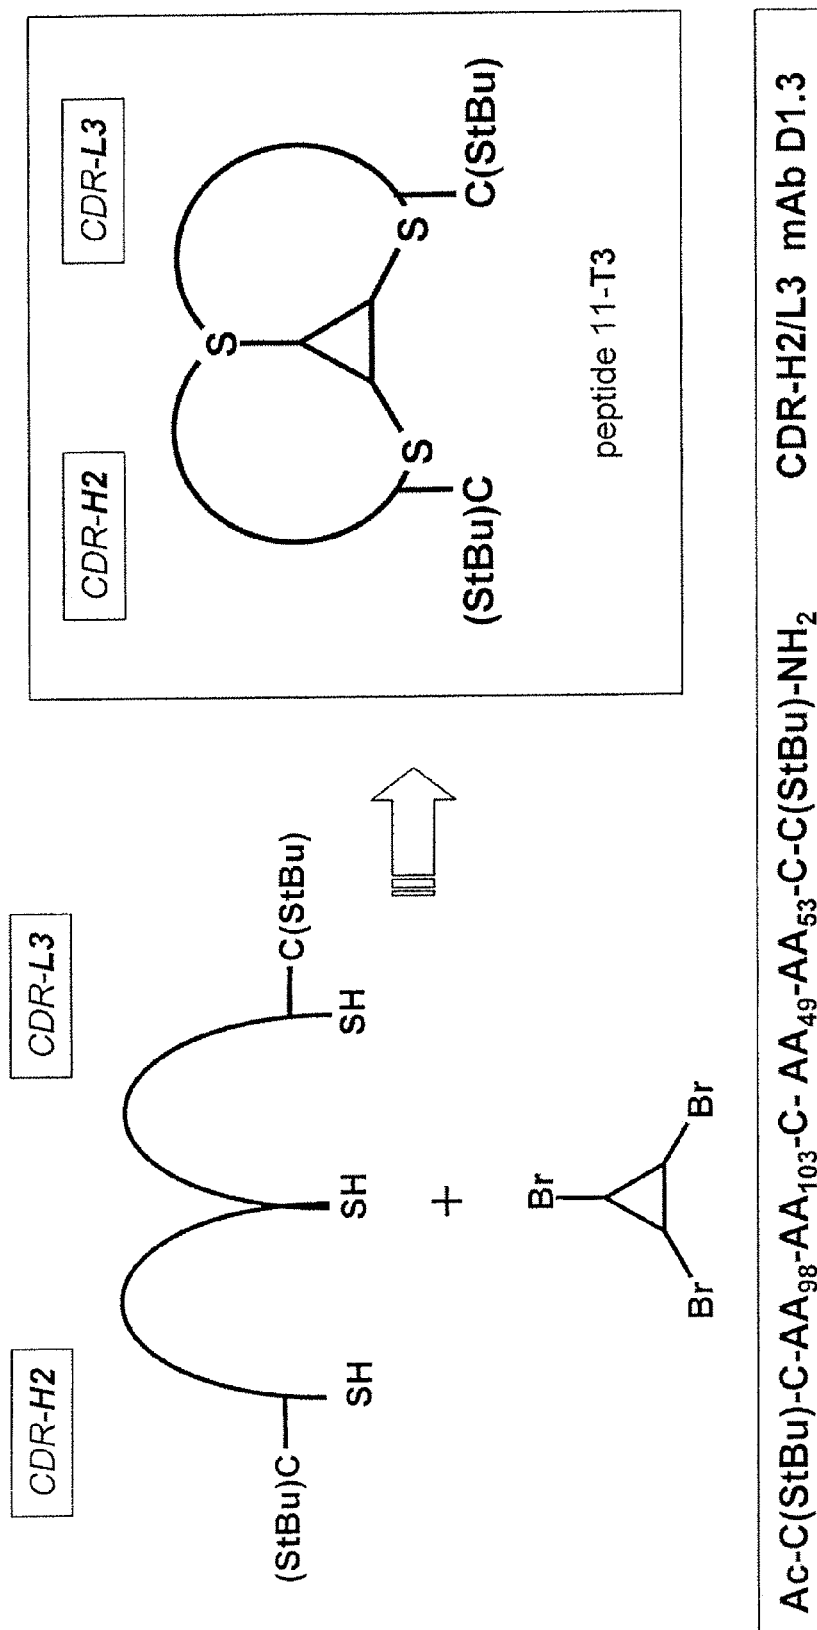 CDR-H2
CDR-L3
(StBu)C
C(StBu)
SH
SH
SH
+
Br
Br
Br
CDR-H2
CDR-L3
S
S
S
(StBu)C
C(StBu)
peptide 11-T3
Ac-C(StBu)-C-AA₉₈-AA₁₀₃-C- AA₄₉-AA₅₃-C-C(StBu)-NH₂ CDR-H2/L3 mAb D1.3